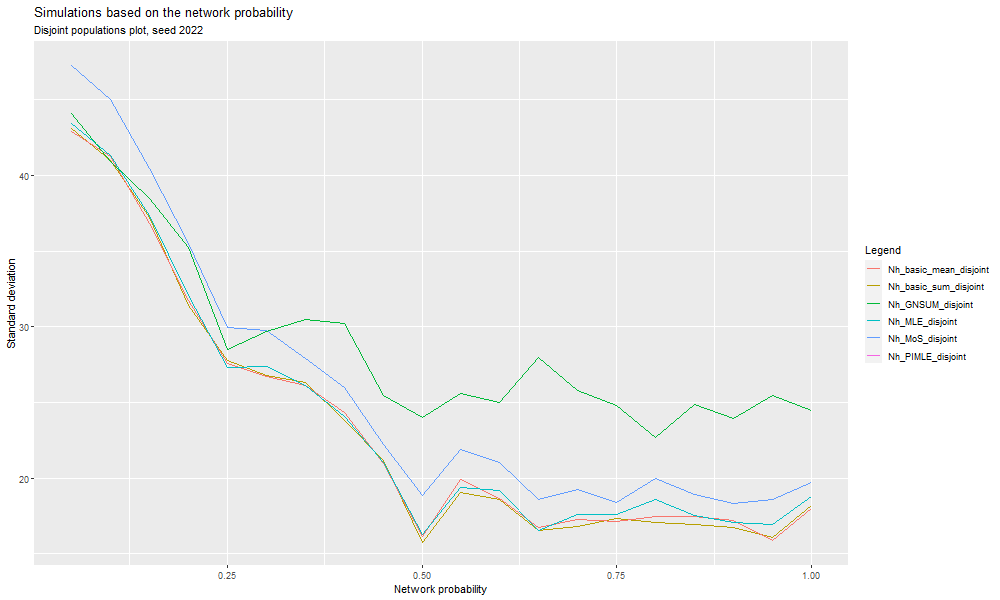 Simulations based on the network probability
Disjoint populations plot, seed 2022
Standard deviation
40
30
20
0.25
0.50
0.75
1.00
Network probability
Legend
Nh_basic_mean_disjoint
Nh_basic_sum_disjoint
Nh_GNSUM_disjoint
Nh_MLE_disjoint
Nh_MoS_disjoint
Nh_PIMLE_disjoint